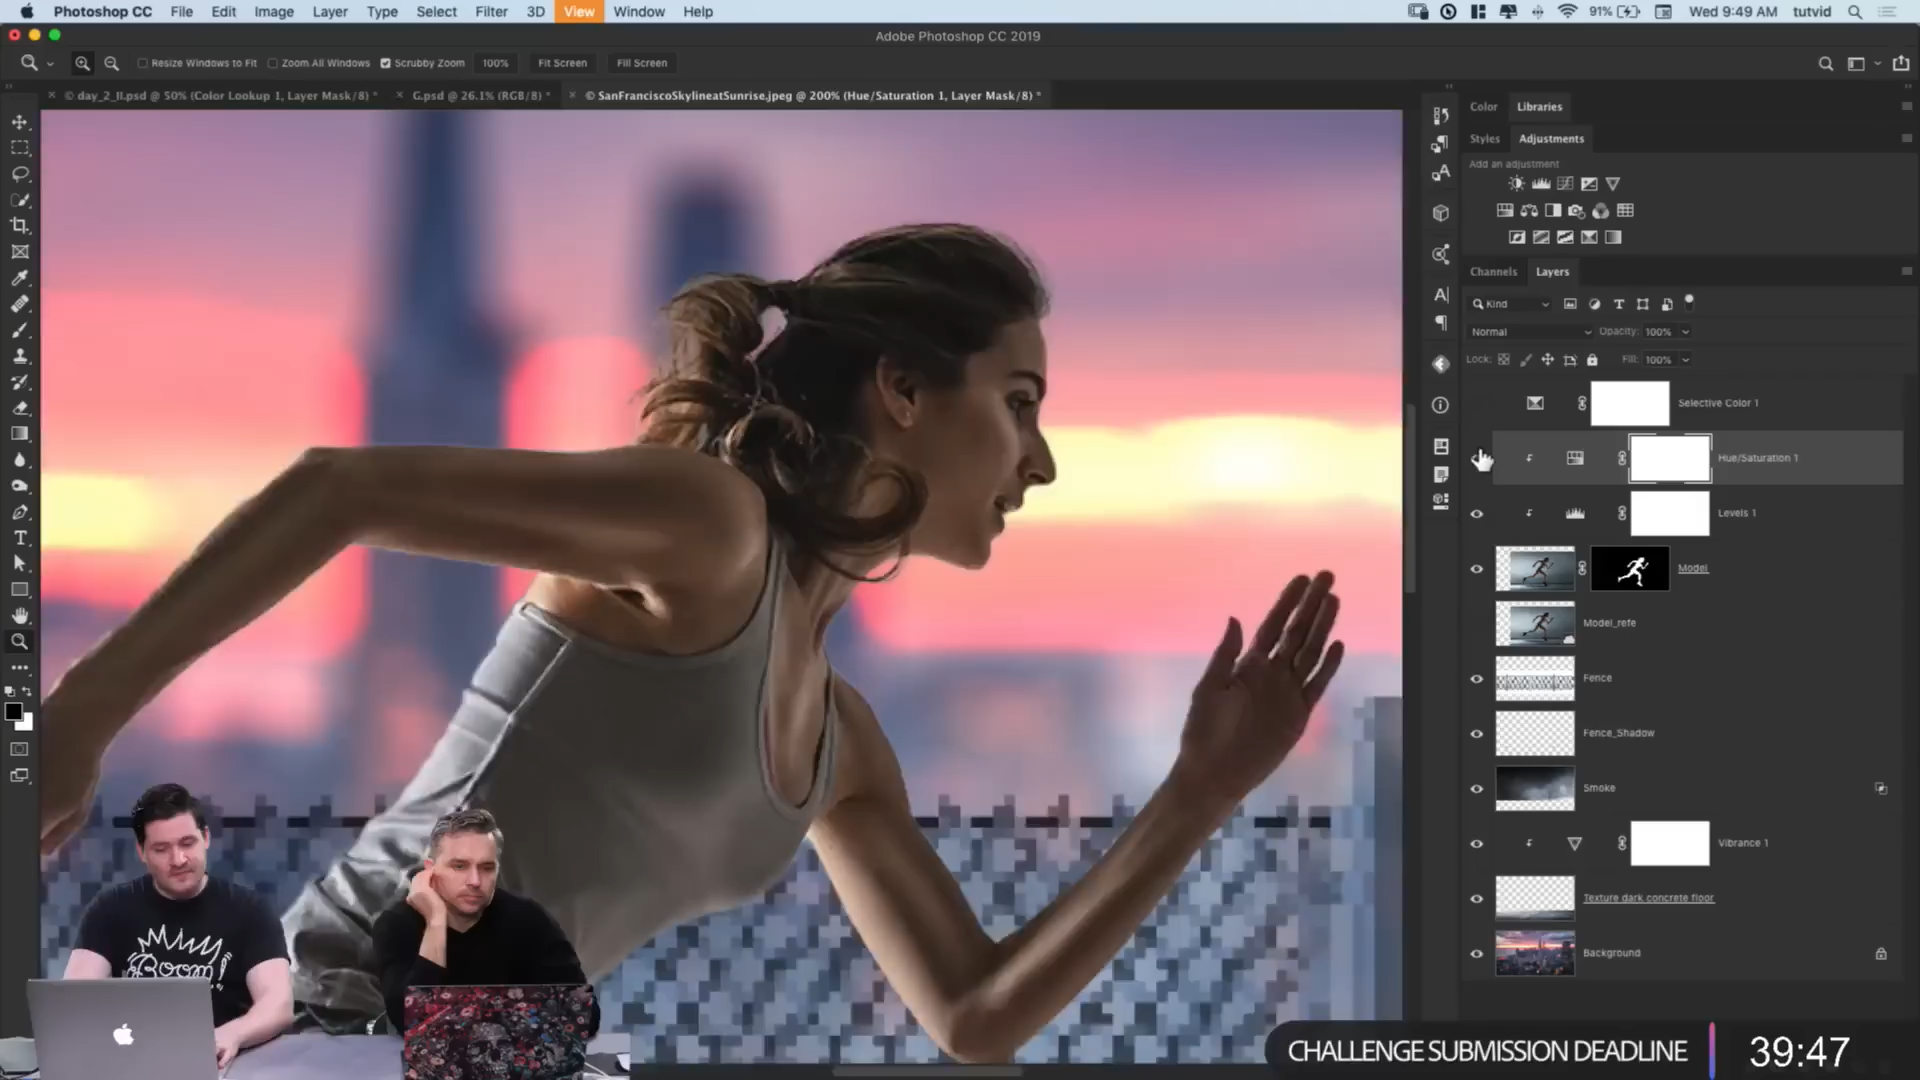 Photoshop CC File Edit Image Layer Type Select Filter 3D View Window Help 91% Wed 9:49 AM tutvid
Adobe Photoshop CC 2019
Resize Windows to Fit Zoom All Windows Scrubby Zoom 100% Fit Screen Fill Screen
© day_2_II.psd @ 50% (Color Lookup 1, Layer Mask/8) * G.psd @ 26.1% (RGB/8) * © SanFranciscoSkylineatSunrise.jpeg @ 200% (Hue/Saturation 1, Layer Mask/8) *
Color Libraries
Styles Adjustments
Add an adjustment
Channels Layers
Kind
Normal Opacity: 100%
Lock: Fill: 100%
Selective Color 1
Hue/Saturation 1
Levels 1
Model
Model_refe
Fence
Fence_Shadow
Smoke
Vibrance 1
Texture dark concrete floor
Background
Boom!
CHALLENGE SUBMISSION DEADLINE 39:47